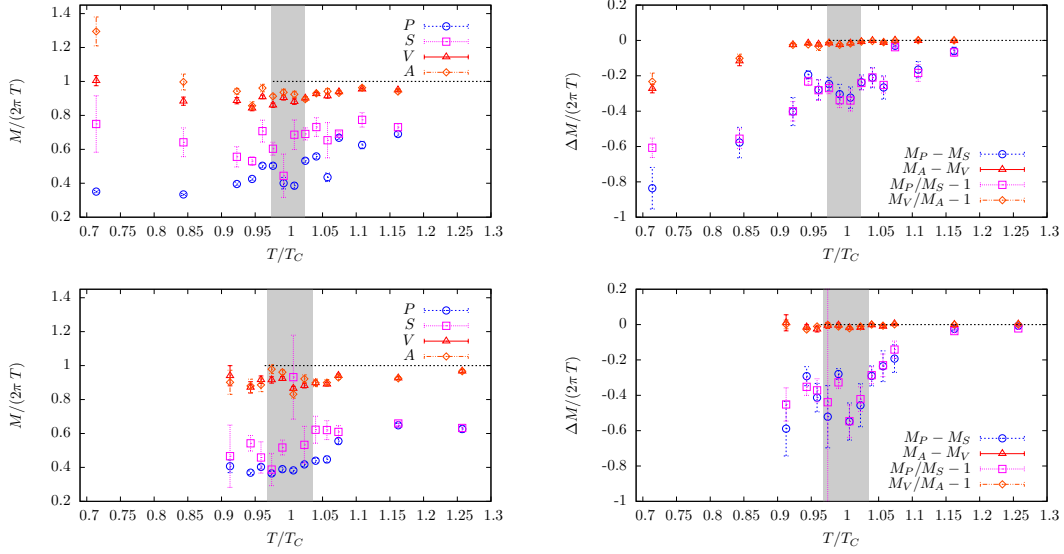 1.4
1.2
1
0.8
0.6
0.4
0.2
M/(2π T)
P
S
V
A
0.7 0.75 0.8 0.85 0.9 0.95 1 1.05 1.1 1.15 1.2 1.25 1.3
T/T_C
0
-0.2
-0.4
-0.6
-0.8
-1
ΔM/(2π T)
M_P − M_S
M_A − M_V
M_P/M_S − 1
M_V/M_A − 1
0.7 0.75 0.8 0.85 0.9 0.95 1 1.05 1.1 1.15 1.2 1.25 1.3
T/T_C
1.4
1.2
1
0.8
0.6
0.4
0.2
M/(2π T)
P
S
V
A
0.7 0.75 0.8 0.85 0.9 0.95 1 1.05 1.1 1.15 1.2 1.25 1.3
T/T_C
0
-0.2
-0.4
-0.6
-0.8
-1
ΔM/(2π T)
M_P − M_S
M_A − M_V
M_P/M_S − 1
M_V/M_A − 1
0.7 0.75 0.8 0.85 0.9 0.95 1 1.05 1.1 1.15 1.2 1.25 1.3
T/T_C